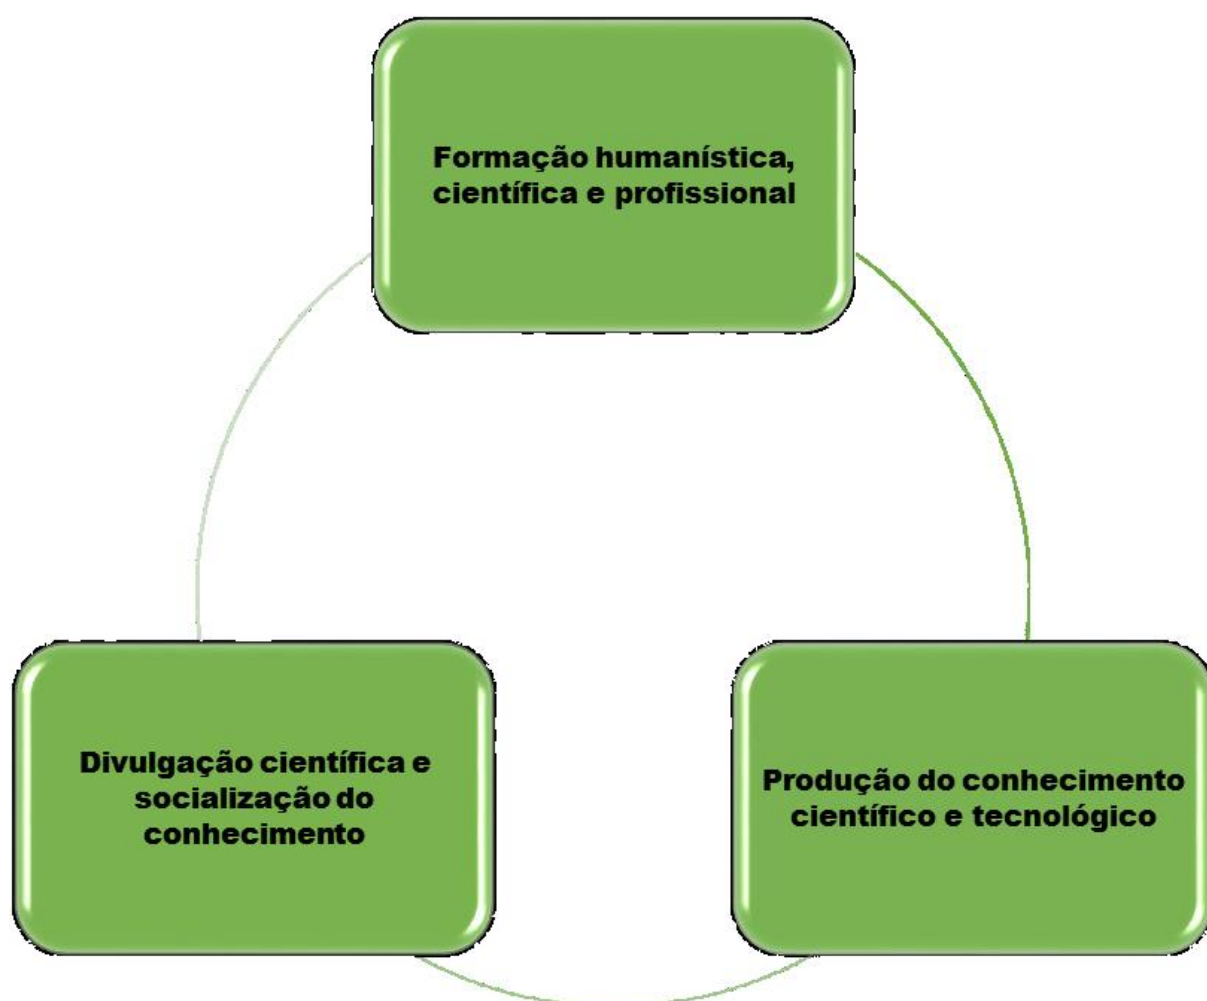 Formação humanística,
científica e profissional
Divulgação científica e
socialização do
conhecimento
Produção do conhecimento
científico e tecnológico